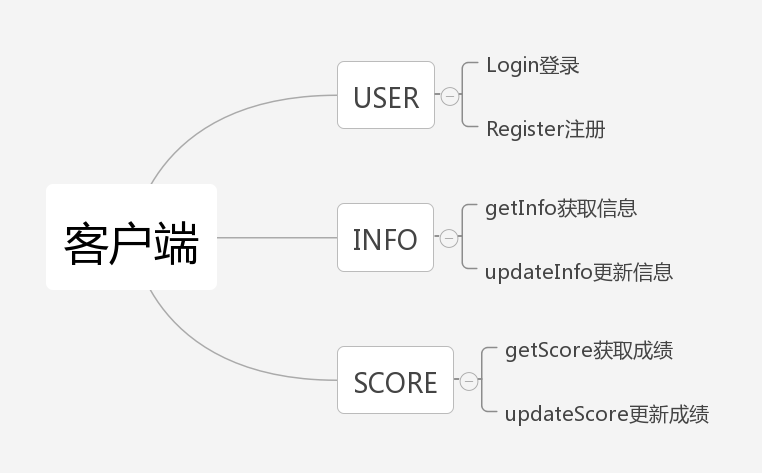 客户端
USER
Login登录
Register注册
INFO
getInfo获取信息
updateInfo更新信息
SCORE
getScore获取成绩
updateScore更新成绩